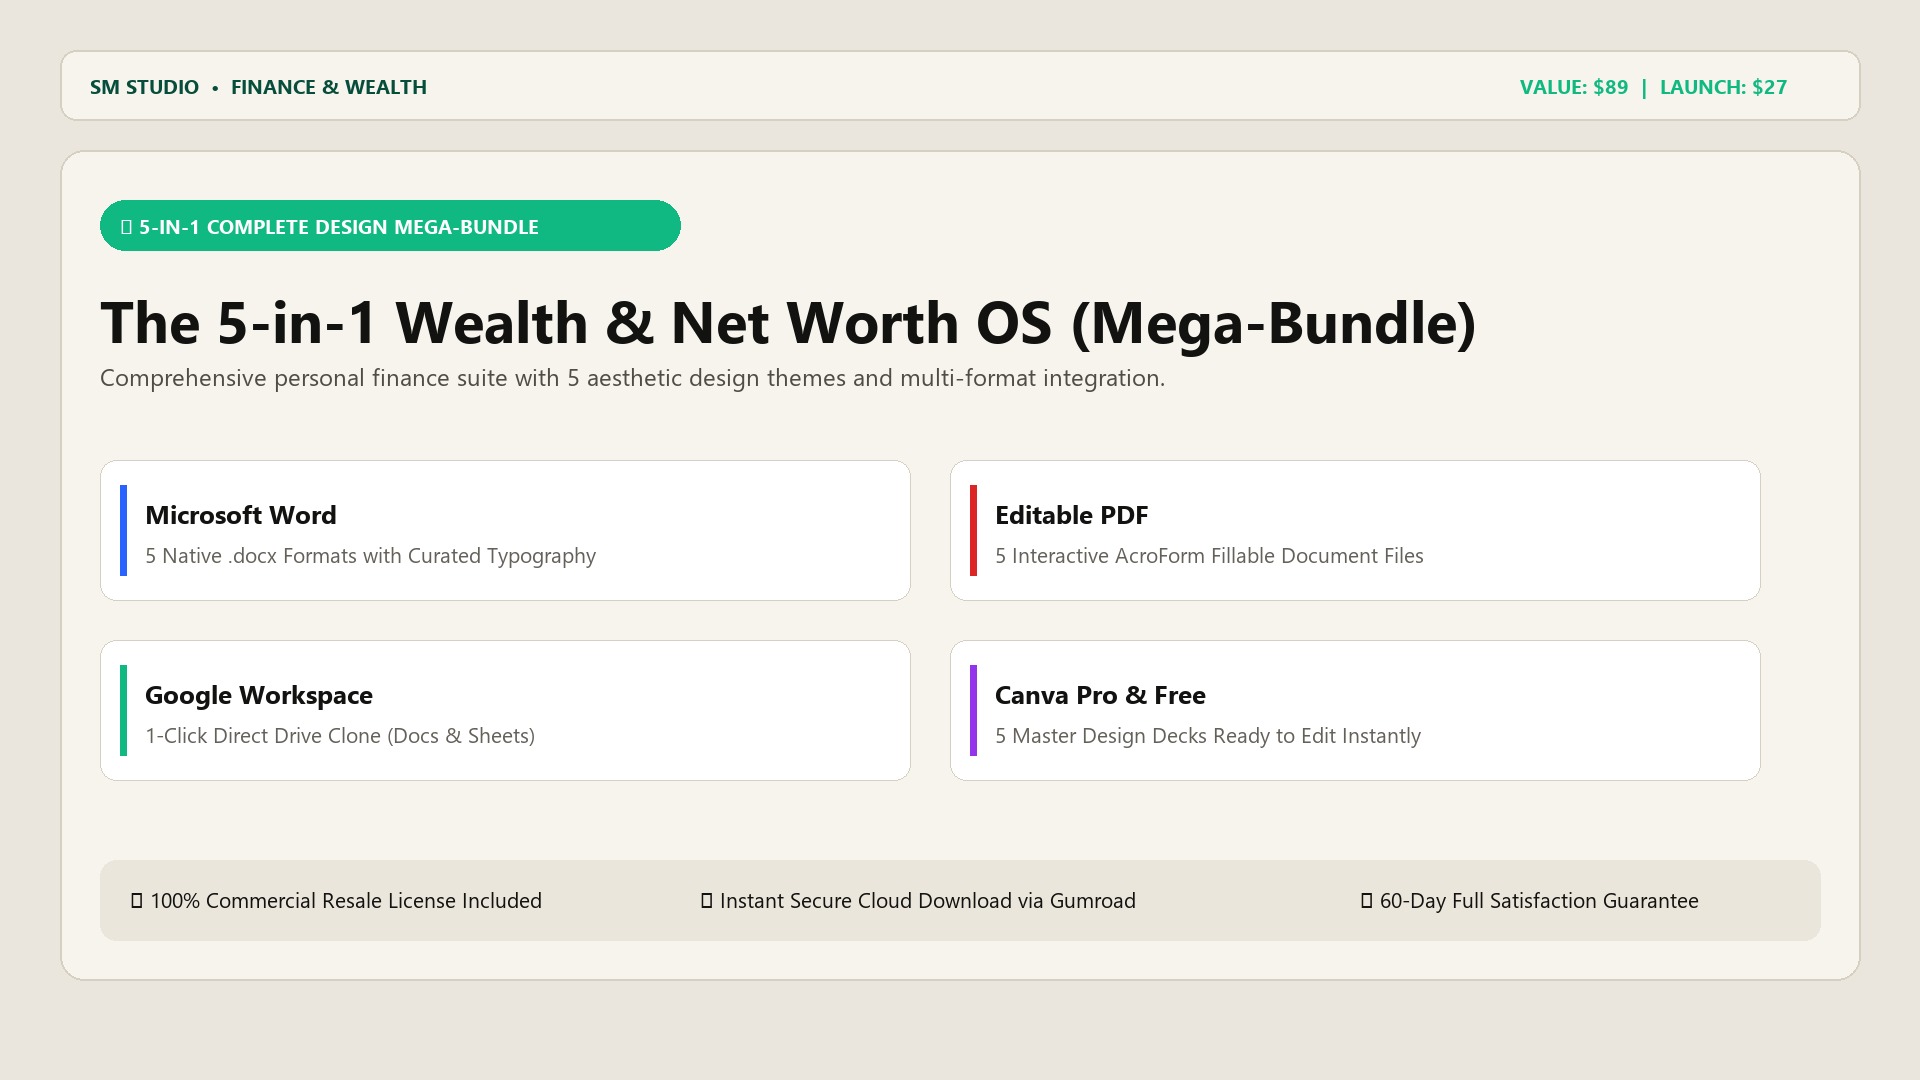 SM STUDIO • FINANCE & WEALTH
VALUE: $89 | LAUNCH: $27
5-IN-1 COMPLETE DESIGN MEGA-BUNDLE
The 5-in-1 Wealth & Net Worth OS (Mega-Bundle)
Comprehensive personal finance suite with 5 aesthetic design themes and multi-format integration.
Microsoft Word
5 Native .docx Formats with Curated Typography
Editable PDF
5 Interactive AcroForm Fillable Document Files
Google Workspace
1-Click Direct Drive Clone (Docs & Sheets)
Canva Pro & Free
5 Master Design Decks Ready to Edit Instantly
100% Commercial Resale License Included
Instant Secure Cloud Download via Gumroad
60-Day Full Satisfaction Guarantee